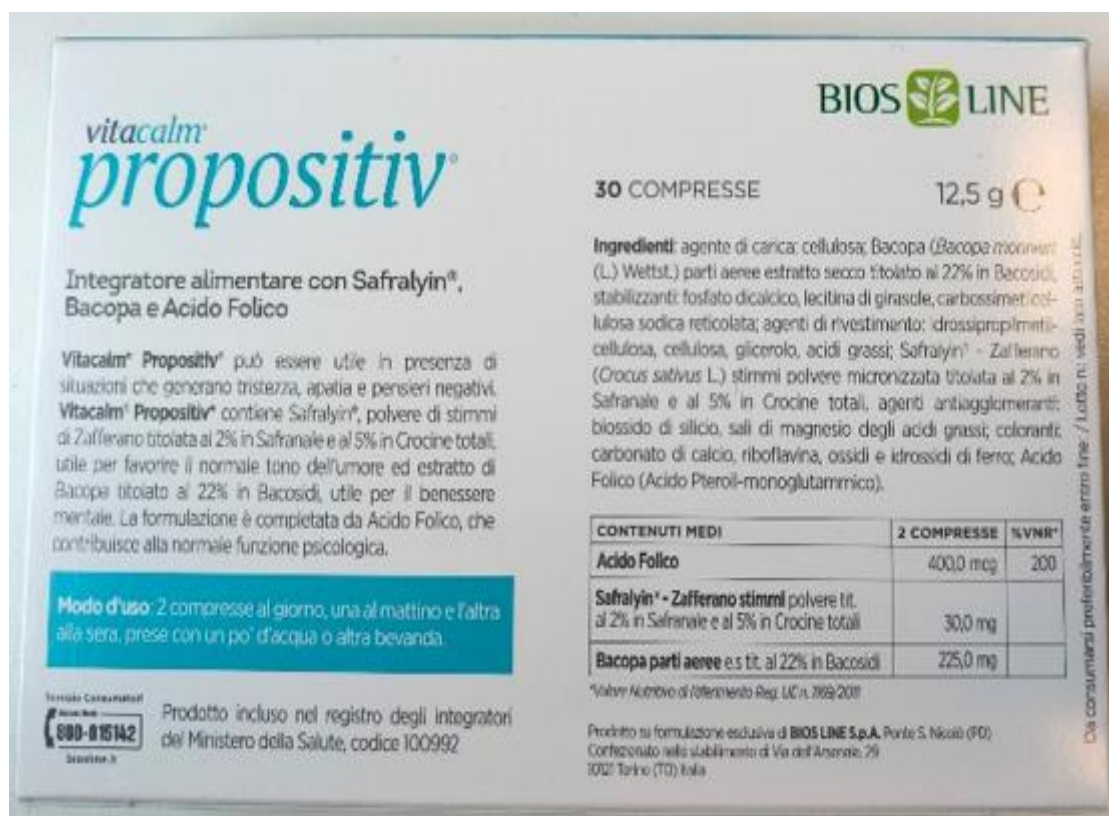 vitacalm®
propositiv®
Integratore alimentare con Safralyin®,
Bacopa e Acido Folico
Vitacalm® Propositiv® può essere utile in presenza di
situazioni che generano tristezza, apatia e pensieri negativi.
Vitacalm® Propositiv® contiene Safralyin®, polvere di stimmi
di Zafferano titolata al 2% in Safranale e al 5% in Crocine totali,
utile per favorire il normale tono dell'umore ed estratto di
Bacopa titolato al 22% in Bacosidi, utile per il benessere
mentale. La formulazione è completata da Acido Folico, che
contribuisce alla normale funzione psicologica.
Modo d'uso: 2 compresse al giorno, una al mattino e l'altra
alla sera, prese con un po' d'acqua o altra bevanda.
Servizio Consumatori
800-015142
biosline.it
Prodotto incluso nel registro degli integratori
del Ministero della Salute, codice 100992
BIOS LINE
30 COMPRESSE 12,5 g ℮
Ingredienti: agente di carica: cellulosa; Bacopa (Bacopa monnieri
(L.) Wettst.) parti aeree estratto secco titolato al 22% in Bacosidi,
stabilizzanti: fosfato dicalcico, lecitina di girasole, carbossimetilcel-
lulosa sodica reticolata; agenti di rivestimento: idrossipropilmetil-
cellulosa, cellulosa, glicerolo, acidi grassi; Safralyin® - Zafferano
(Crocus sativus L.) stimmi polvere micronizzata titolata al 2% in
Safranale e al 5% in Crocine totali, agenti antiagglomeranti:
biossido di silicio, sali di magnesio degli acidi grassi; coloranti:
carbonato di calcio, riboflavina, ossidi e idrossidi di ferro; Acido
Folico (Acido Pteroil-monoglutammico).
CONTENUTI MEDI 2 COMPRESSE %VNR*
Acido Folico 400,0 mcg 200
Safralyin® - Zafferano stimmi polvere tit.
al 2% in Safranale e al 5% in Crocine totali 30,0 mg
Bacopa parti aeree e.s. tit. al 22% in Bacosidi 225,0 mg
*Valore Nutritivo di riferimento Reg. UE n. 1169/2011
Prodotto su formulazione esclusiva di BIOS LINE S.p.A. Ponte S. Nicolò (PD)
Confezionato nello stabilimento di Via dell'Arsenale, 29
10121 Torino (TO) Italia
Da consumarsi preferibilmente entro fine / Lotto n.: vedi